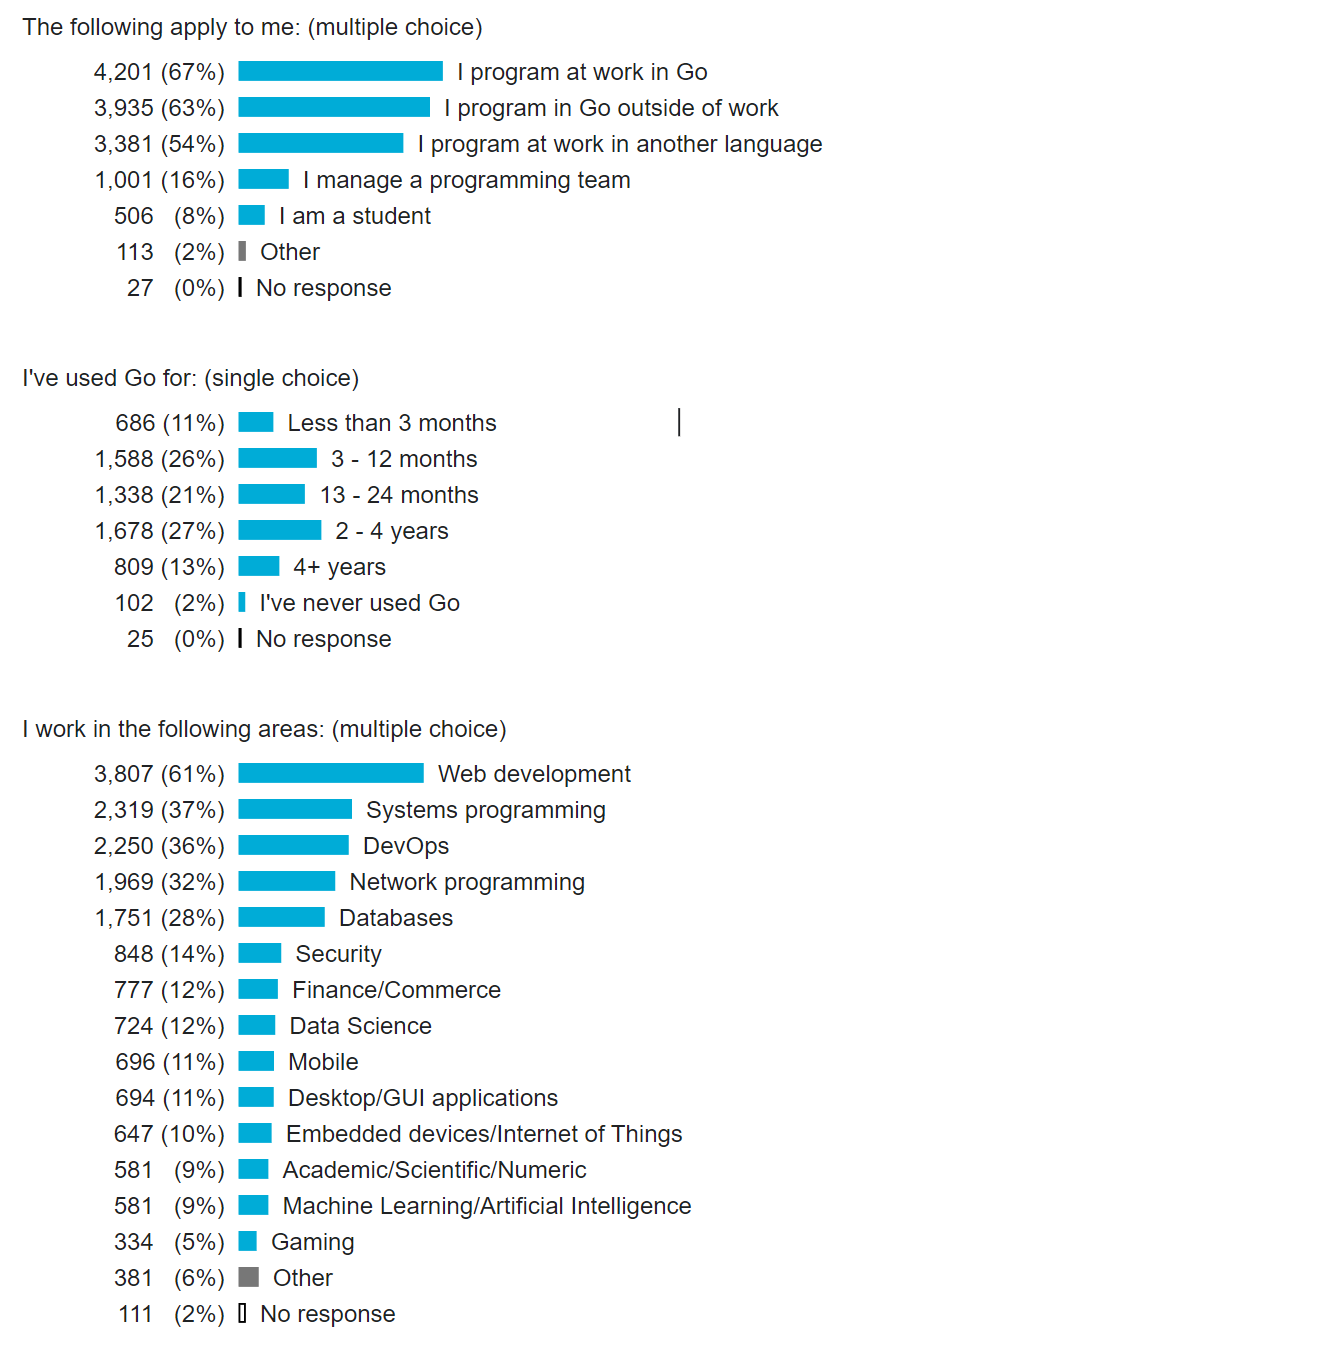 The following apply to me: (multiple choice)
4,201 (67%) I program at work in Go
3,935 (63%) I program in Go outside of work
3,381 (54%) I program at work in another language
1,001 (16%) I manage a programming team
506 (8%) I am a student
113 (2%) Other
27 (0%) No response
I've used Go for: (single choice)
686 (11%) Less than 3 months
1,588 (26%) 3 - 12 months
1,338 (21%) 13 - 24 months
1,678 (27%) 2 - 4 years
809 (13%) 4+ years
102 (2%) I've never used Go
25 (0%) No response
I work in the following areas: (multiple choice)
3,807 (61%) Web development
2,319 (37%) Systems programming
2,250 (36%) DevOps
1,969 (32%) Network programming
1,751 (28%) Databases
848 (14%) Security
777 (12%) Finance/Commerce
724 (12%) Data Science
696 (11%) Mobile
694 (11%) Desktop/GUI applications
647 (10%) Embedded devices/Internet of Things
581 (9%) Academic/Scientific/Numeric
581 (9%) Machine Learning/Artificial Intelligence
334 (5%) Gaming
381 (6%) Other
111 (2%) No response